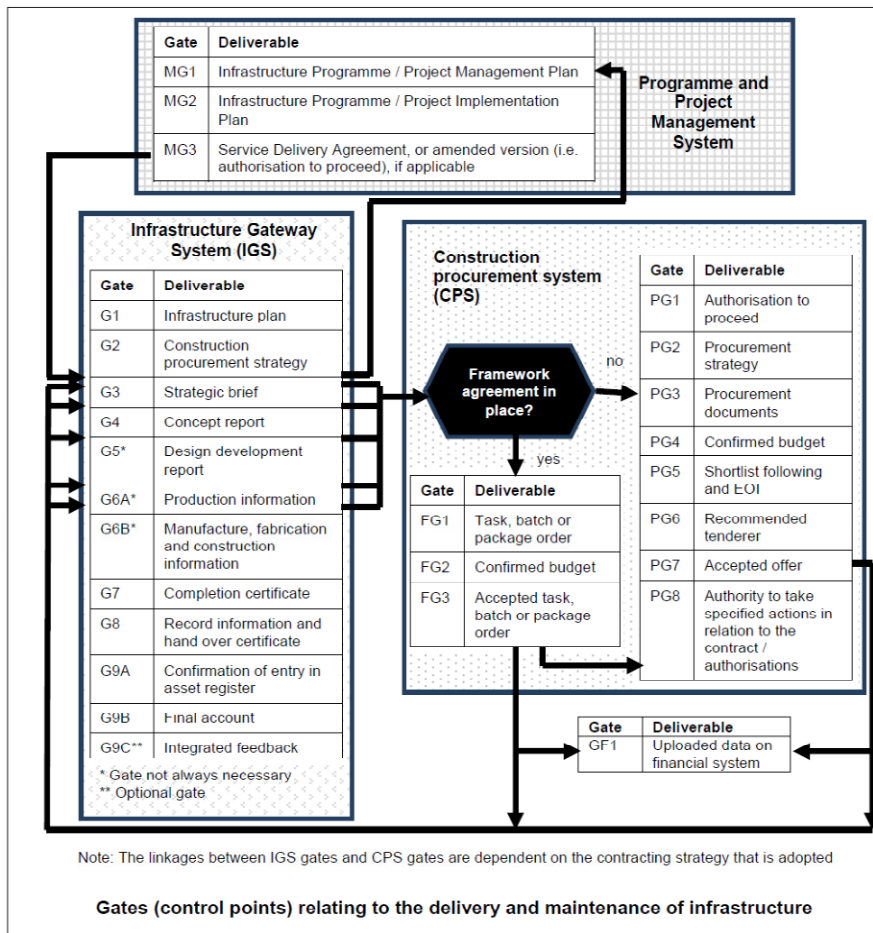 Gate Deliverable
MG1 Infrastructure Programme / Project Management Plan
MG2 Infrastructure Programme / Project Implementation
Plan
MG3 Service Delivery Agreement, or amended version (i.e.
authorisation to proceed), if applicable
Programme and
Project
Management
System
Infrastructure Gateway
System (IGS)
Gate Deliverable
G1 Infrastructure plan
G2 Construction
procurement strategy
G3 Strategic brief
G4 Concept report
G5* Design development
report
G6A* Production information
G6B* Manufacture, fabrication
and construction
information
G7 Completion certificate
G8 Record information and
hand over certificate
G9A Confirmation of entry in
asset register
G9B Final account
G9C** Integrated feedback
* Gate not always necessary
** Optional gate
Construction
procurement system
(CPS)
Framework
agreement in
place?
no
yes
Gate Deliverable
FG1 Task, batch or
package order
FG2 Confirmed budget
FG3 Accepted task,
batch or package
order
Gate Deliverable
PG1 Authorisation to
proceed
PG2 Procurement
strategy
PG3 Procurement
documents
PG4 Confirmed budget
PG5 Shortlist following
and EOI
PG6 Recommended
tenderer
PG7 Accepted offer
PG8 Authority to take
specified actions in
relation to the
contract /
authorisations
Gate Deliverable
GF1 Uploaded data on
financial system
Note: The linkages between IGS gates and CPS gates are dependent on the contracting strategy that is adopted
Gates (control points) relating to the delivery and maintenance of infrastructure